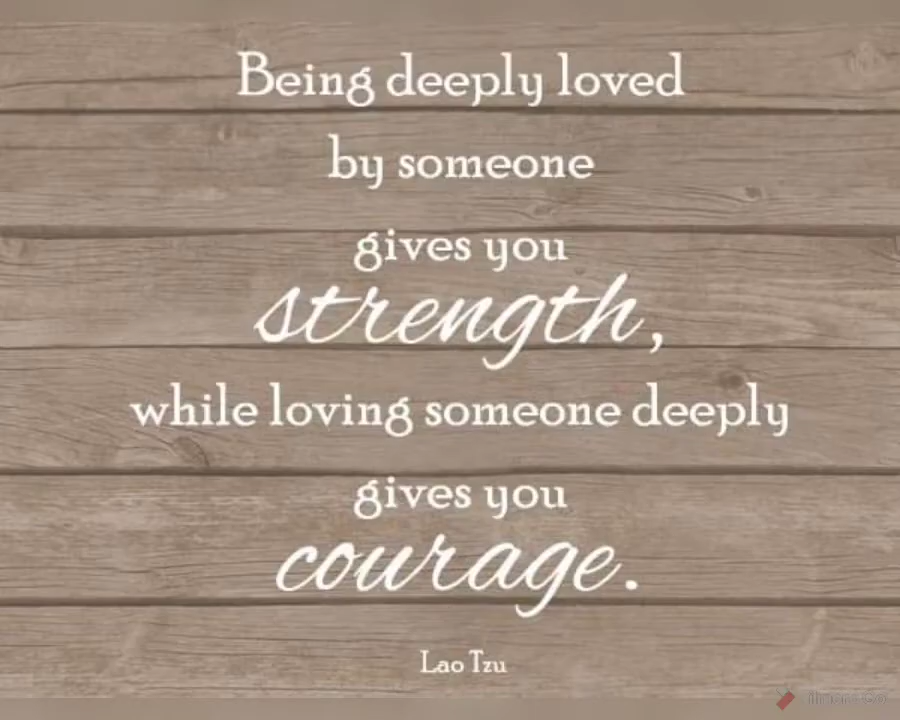 Being deeply loved
by someone
gives you
strength,
while loving someone deeply
gives you
courage.
Lao Tzu